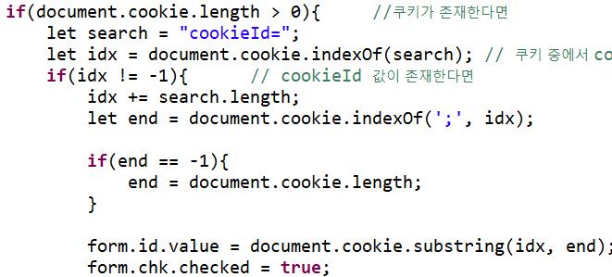 if(document.cookie.length > 0){ //쿠키가 존재한다면
let search = "cookieId=";
let idx = document.cookie.indexOf(search); // 쿠키 중에서 co
if(idx != -1){ // cookieId 값이 존재한다면
idx += search.length;
let end = document.cookie.indexOf(';', idx);
if(end == -1){
end = document.cookie.length;
}
form.id.value = document.cookie.substring(idx, end);
form.chk.checked = true;